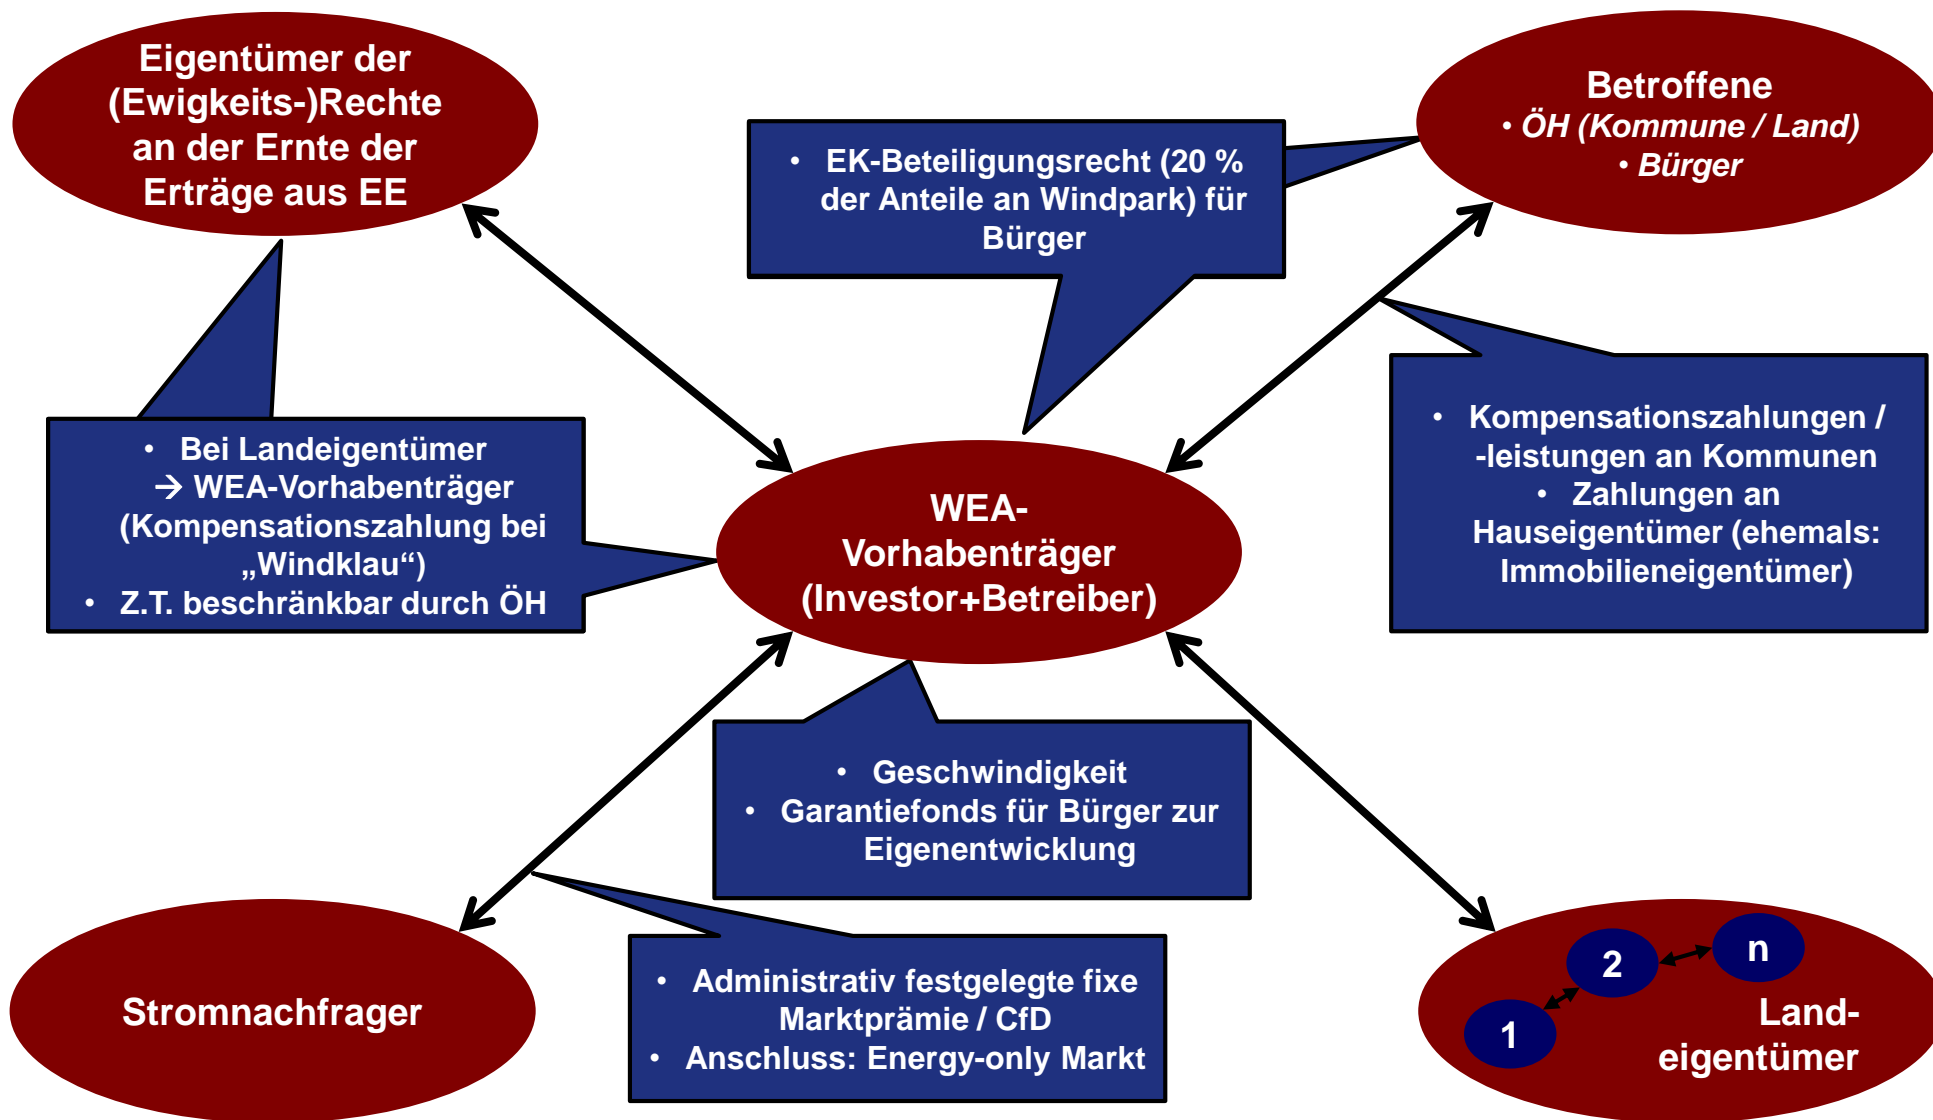 Eigentümer der
(Ewigkeits-)Rechte
an der Ernte der
Erträge aus EE
Betroffene
• ÖH (Kommune / Land)
• Bürger
• EK-Beteiligungsrecht (20 %
der Anteile an Windpark) für
Bürger
• Bei Landeigentümer
→ WEA-Vorhabenträger
(Kompensationszahlung bei
„Windklau“)
• Z.T. beschränkbar durch ÖH
• Kompensationszahlungen /
-leistungen an Kommunen
• Zahlungen an
Hauseigentümer (ehemals:
Immobilieneigentümer)
WEA-
Vorhabenträger
(Investor+Betreiber)
• Geschwindigkeit
• Garantiefonds für Bürger zur
Eigenentwicklung
Stromnachfrager
• Administrativ festgelegte fixe
Marktprämie / CfD
• Anschluss: Energy-only Markt
1
2
n
Land-
eigentümer